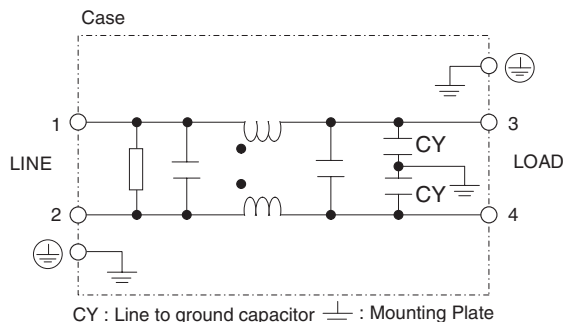 Case
1
3
CY
LINE
LOAD
CY
2
4
CY : Line to ground capacitor : Mounting Plate